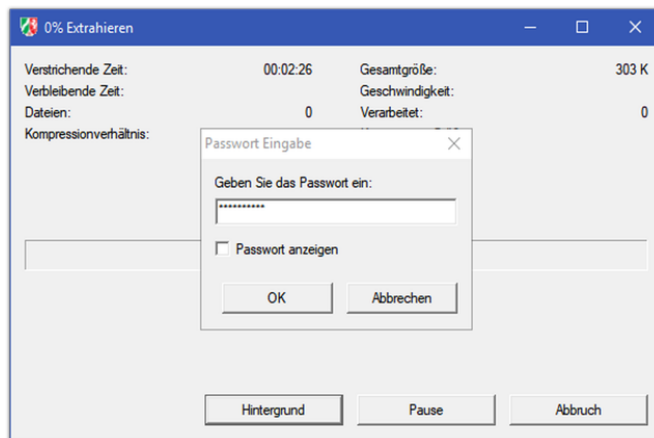 0% Extrahieren
Verstrichende Zeit: 00:02:26 Gesamtgröße: 303 K
Verbleibende Zeit: Geschwindigkeit:
Dateien: 0 Verarbeitet: 0
Kompressionverhältnis:
Passwort Eingabe
Geben Sie das Passwort ein:
**********
Passwort anzeigen
OK Abbrechen
Hintergrund Pause Abbruch